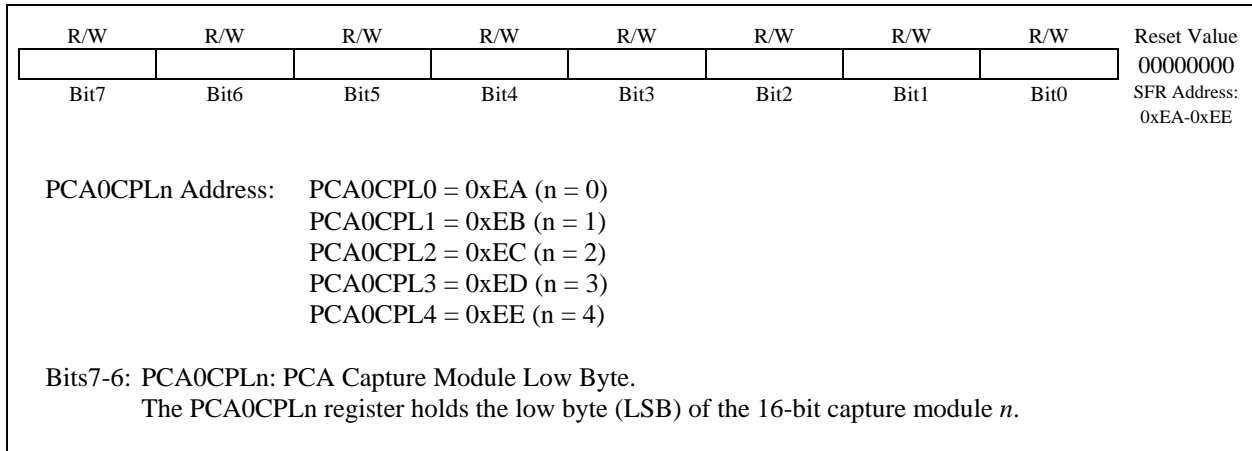 R/W R/W R/W R/W R/W R/W R/W R/W Reset Value
00000000
Bit7 Bit6 Bit5 Bit4 Bit3 Bit2 Bit1 Bit0 SFR Address:
0xEA-0xEE
PCA0CPLn Address: PCA0CPL0 = 0xEA (n = 0)
PCA0CPL1 = 0xEB (n = 1)
PCA0CPL2 = 0xEC (n = 2)
PCA0CPL3 = 0xED (n = 3)
PCA0CPL4 = 0xEE (n = 4)
Bits7-6: PCA0CPLn: PCA Capture Module Low Byte.
The PCA0CPLn register holds the low byte (LSB) of the 16-bit capture module n.